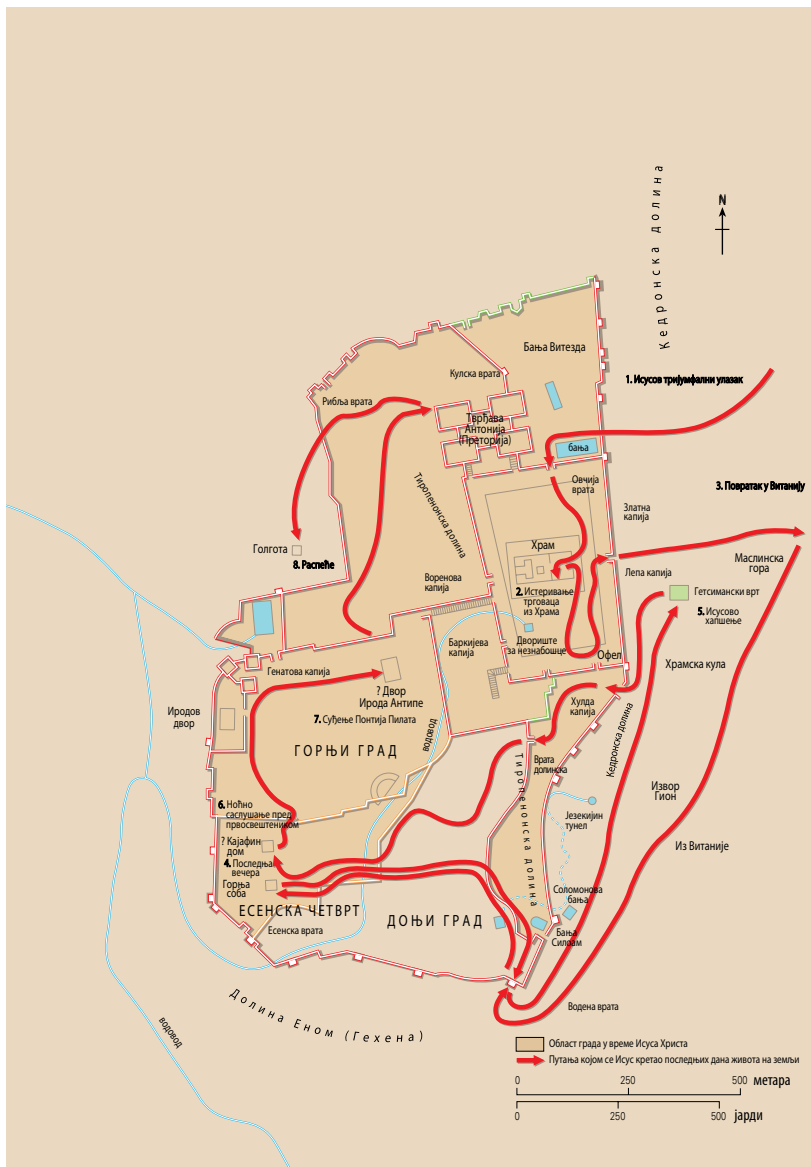 Кедронска долина
N
Бања Витезда
Кулска врата
1. Исусов тријумфални улазак
Рибља врата
Тврђава
Антонија
(Преторија)
бања
Овчија
врата
3. Повратак у Витанију
Тиропенонска долина
Златна
капија
Голгота
8. Распеће
Храм
Маслинска
гора
Воренова
капија
Лепа капија
2. Истеривање
трговаца
из Храма
Гетсимански врт
5. Исусово
хапшење
Баркијева
капија
Двориште
за незнабошце
Офел
Храмска кула
Генатова капија
? Двор
Ирода Антипе
Иродов
двор
7. Суђење Понтија Пилата
Хулда
капија
водовод
Кедронска долина
ГОРЊИ ГРАД
Врата
долинска
Тиропенонска долина
Извор
Гион
6. Ноћно
саслушање пред
првосвештеником
Језекијин
тунел
Из Витаније
? Кајафин
дом
4. Последња
вечера
Горња
соба
Соломонова
бања
ЕСЕНСКА ЧЕТВРТ
ДОЊИ ГРАД
Есенска врата
Бања
Силоам
Водена врата
Долина Еном (Гехена)
водовод
Област града у време Исуса Христа
Путања којом се Исус кретао последњих дана живота на земљи
0 250 500 метара
0 250 500 јарди